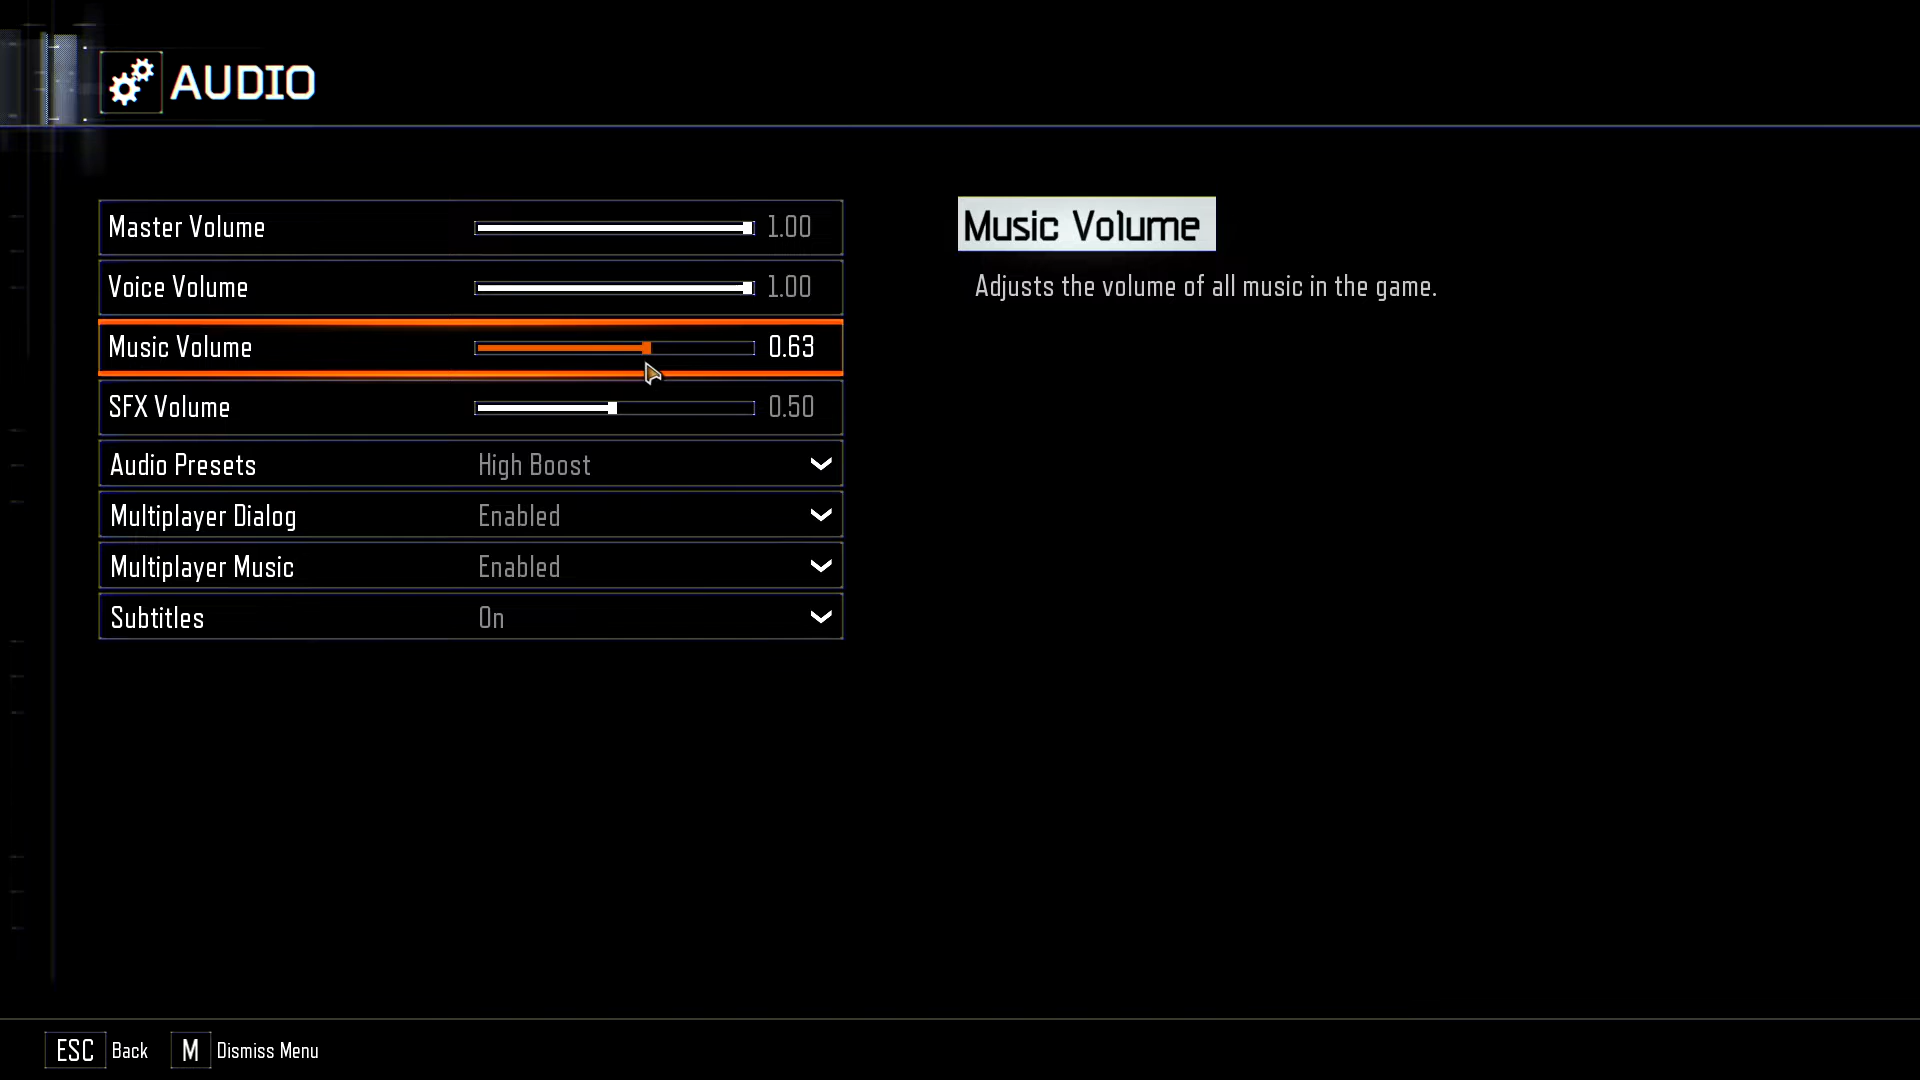 AUDIO
Master Volume 1.00
Voice Volume 1.00
Music Volume 0.63
SFX Volume 0.50
Audio Presets High Boost
Multiplayer Dialog Enabled
Multiplayer Music Enabled
Subtitles On
Music Volume
Adjusts the volume of all music in the game.
ESC Back M Dismiss Menu